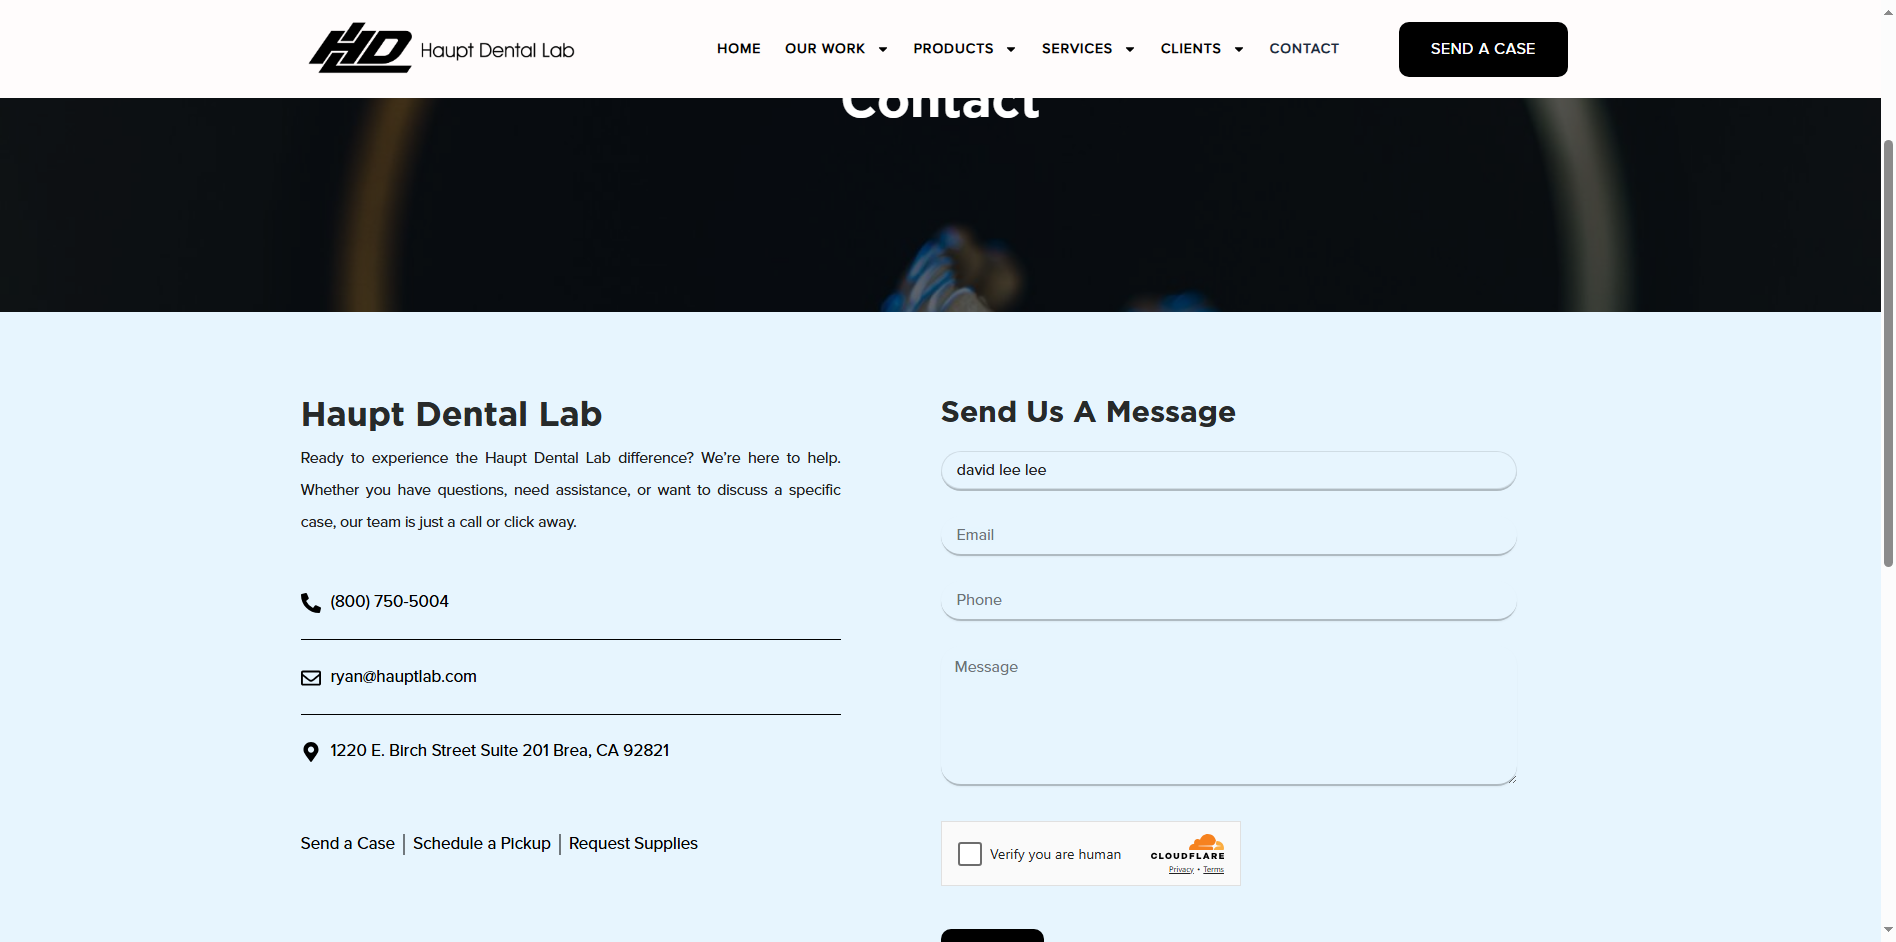 HD Haupt Dental Lab
HOME OUR WORK PRODUCTS SERVICES CLIENTS CONTACT SEND A CASE
Contact
Haupt Dental Lab
Ready to experience the Haupt Dental Lab difference? We’re here to help.
Whether you have questions, need assistance, or want to discuss a specific
case, our team is just a call or click away.
(800) 750-5004
ryan@hauptlab.com
1220 E. Birch Street Suite 201 Brea, CA 92821
Send a Case Schedule a Pickup Request Supplies
Send Us A Message
david lee lee
Email
Phone
Message
Verify you are human
CLOUDFLARE
Privacy • Terms